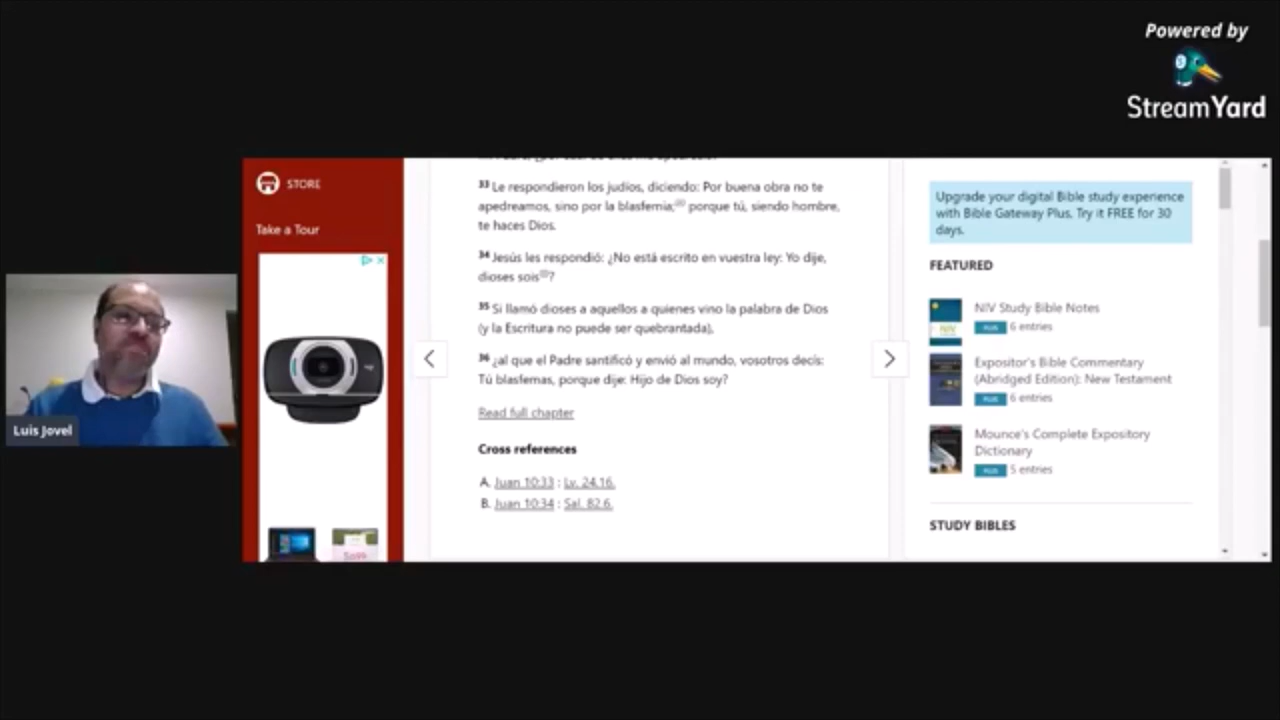 Powered by
StreamYard
STORE
Take a Tour
33 Le respondieron los judíos, diciendo: Por buena obra no te
apedreamos, sino por la blasfemia; porque tú, siendo hombre,
te haces Dios.
34 Jesús les respondió: ¿No está escrito en vuestra ley: Yo dije,
dioses sois?
35 Si llamó dioses a aquellos a quienes vino la palabra de Dios
(y la Escritura no puede ser quebrantada),
36 ¿al que el Padre santificó y envió al mundo, vosotros decís:
Tú blasfemas, porque dije: Hijo de Dios soy?
Read full chapter
Cross references
A. Juan 10:33 : Lv. 24.16.
B. Juan 10:34 : Sal. 82.6.
Upgrade your digital Bible study experience
with Bible Gateway Plus. Try it FREE for 30
days.
FEATURED
NIV Study Bible Notes
PLUS 6 entries
Expositor's Bible Commentary
(Abridged Edition): New Testament
PLUS 6 entries
Mounce's Complete Expository
Dictionary
PLUS 5 entries
STUDY BIBLES
Luis Jovel